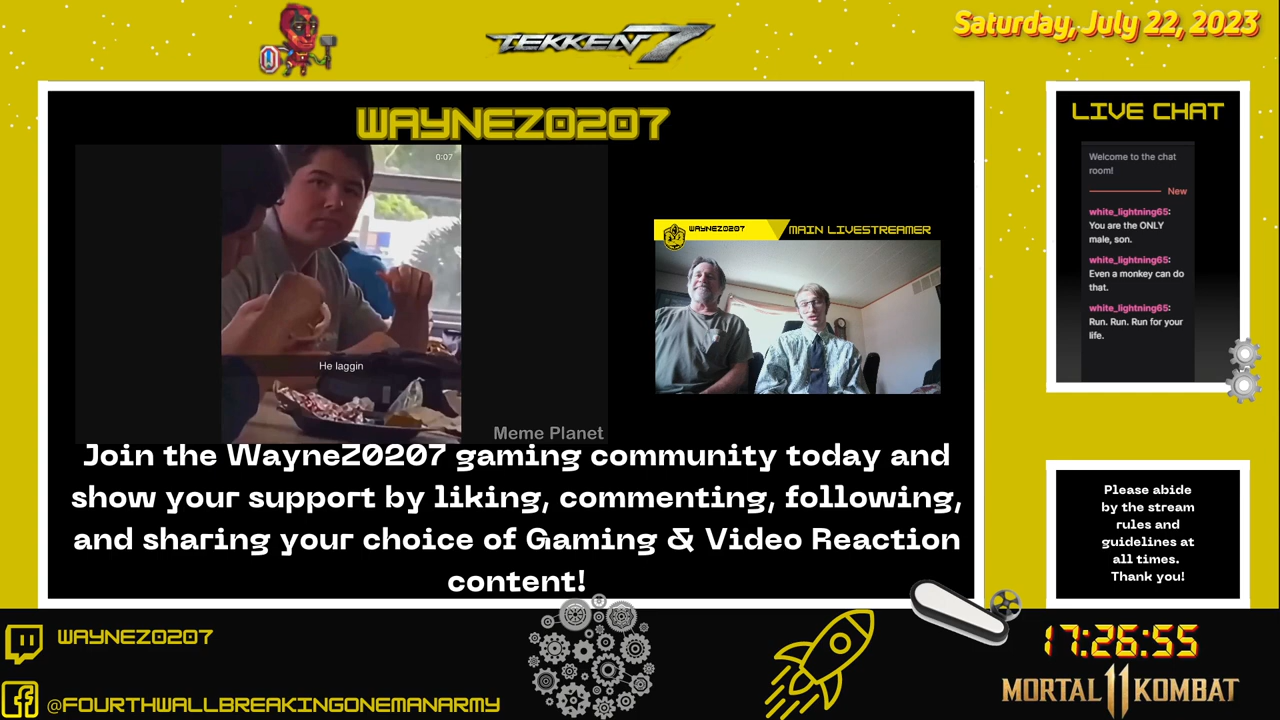 TEKKEN 7
Saturday, July 22, 2023
WAYNEZ0207
0:07
He laggin
Meme Planet
WAYNEZ0207
MAIN LIVESTREAMER
LIVE CHAT
Welcome to the chat
room!
New
white_lightning65:
You are the ONLY
male, son.
white_lightning65:
Even a monkey can do
that.
white_lightning65:
Run. Run. Run for your
life.
Join the WayneZ0207 gaming community today and
show your support by liking, commenting, following,
and sharing your choice of Gaming & Video Reaction
content!
Please abide
by the stream
rules and
guidelines at
all times.
Thank you!
WAYNEZ0207
@FOURTHWALLBREAKINGONEMANARMY
17:26:55
MORTAL 11 KOMBAT